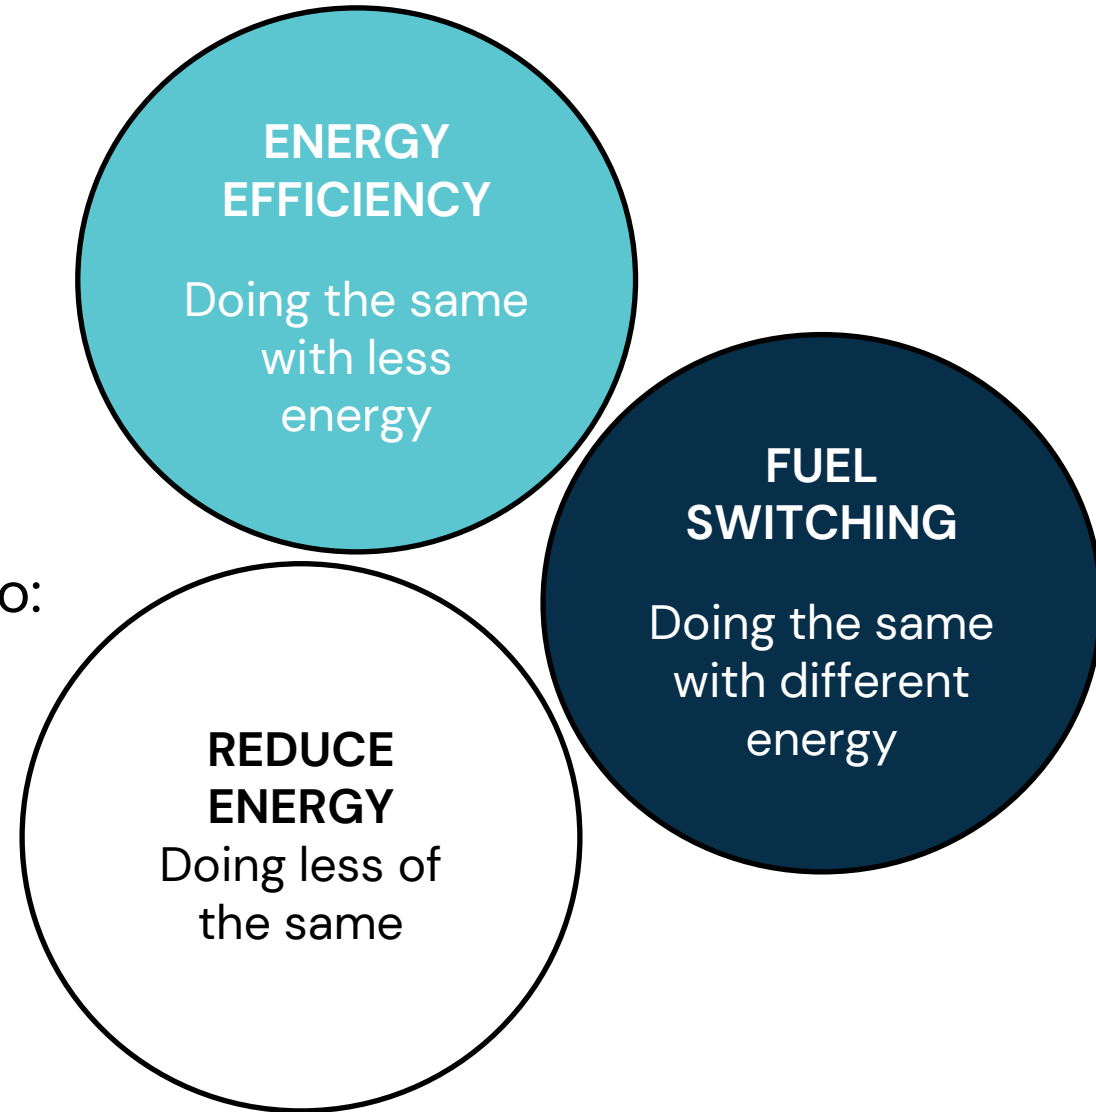 ENERGY
EFFICIENCY
Doing the same
with less
energy
FUEL
SWITCHING
Doing the same
with different
energy
o:
REDUCE
ENERGY
Doing less of
the same